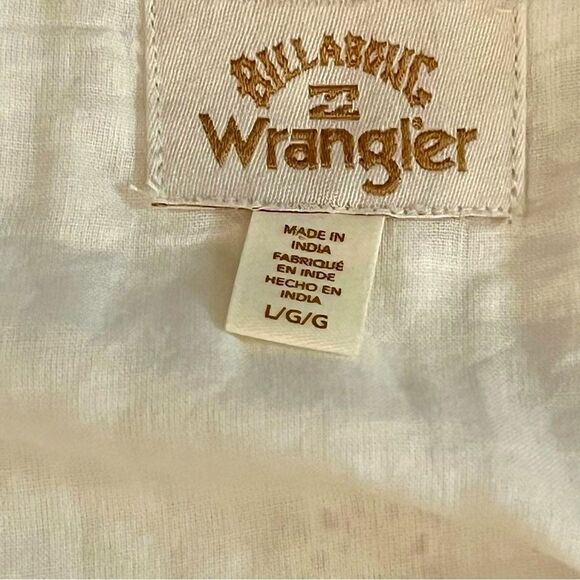 BILLABONG
Wrangler
MADE IN
INDIA
FABRIQUÉ
EN INDE
HECHO EN
INDIA
L/G/G